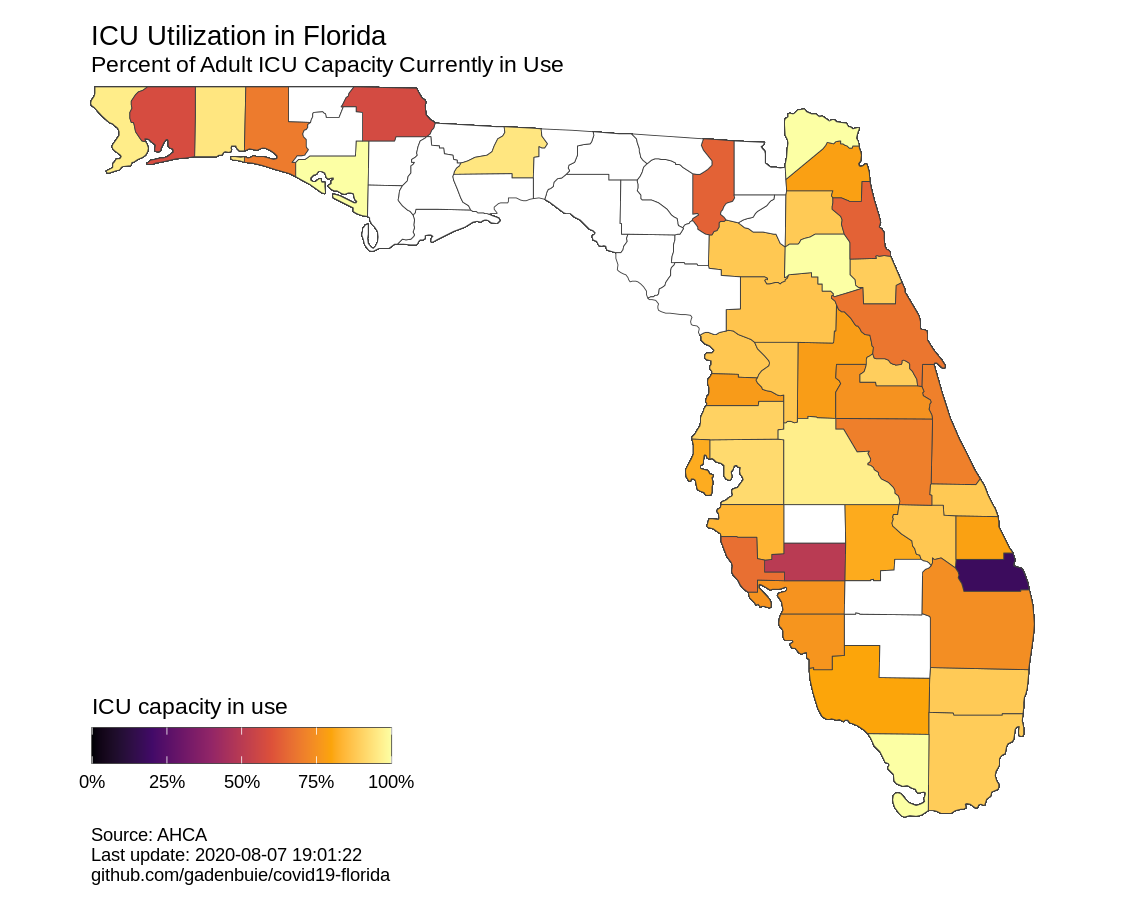 ICU Utilization in Florida
Percent of Adult ICU Capacity Currently in Use
ICU capacity in use
0% 25% 50% 75% 100%
Source: AHCA
Last update: 2020-08-07 19:01:22
github.com/gadenbuie/covid19-florida